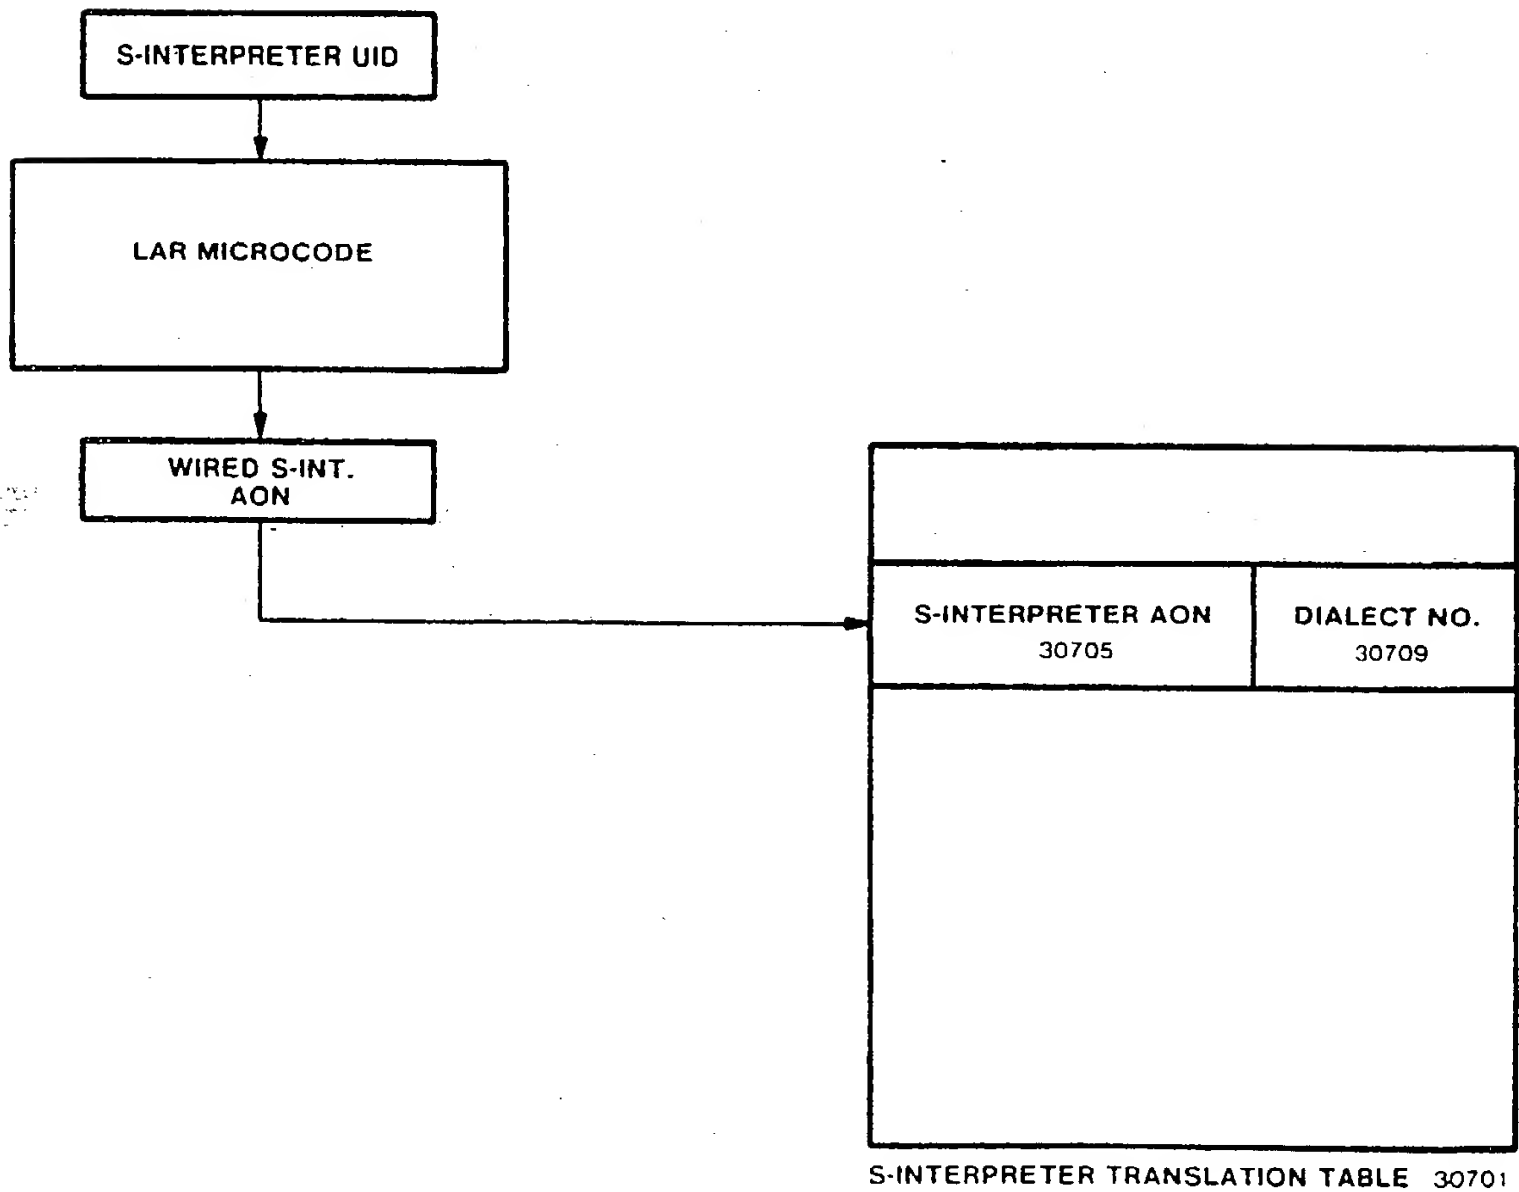 S-INTERPRETER UID
LAR MICROCODE
WIRED S-INT.
AON
S-INTERPRETER AON
30705
DIALECT NO.
30709
S-INTERPRETER TRANSLATION TABLE 30701